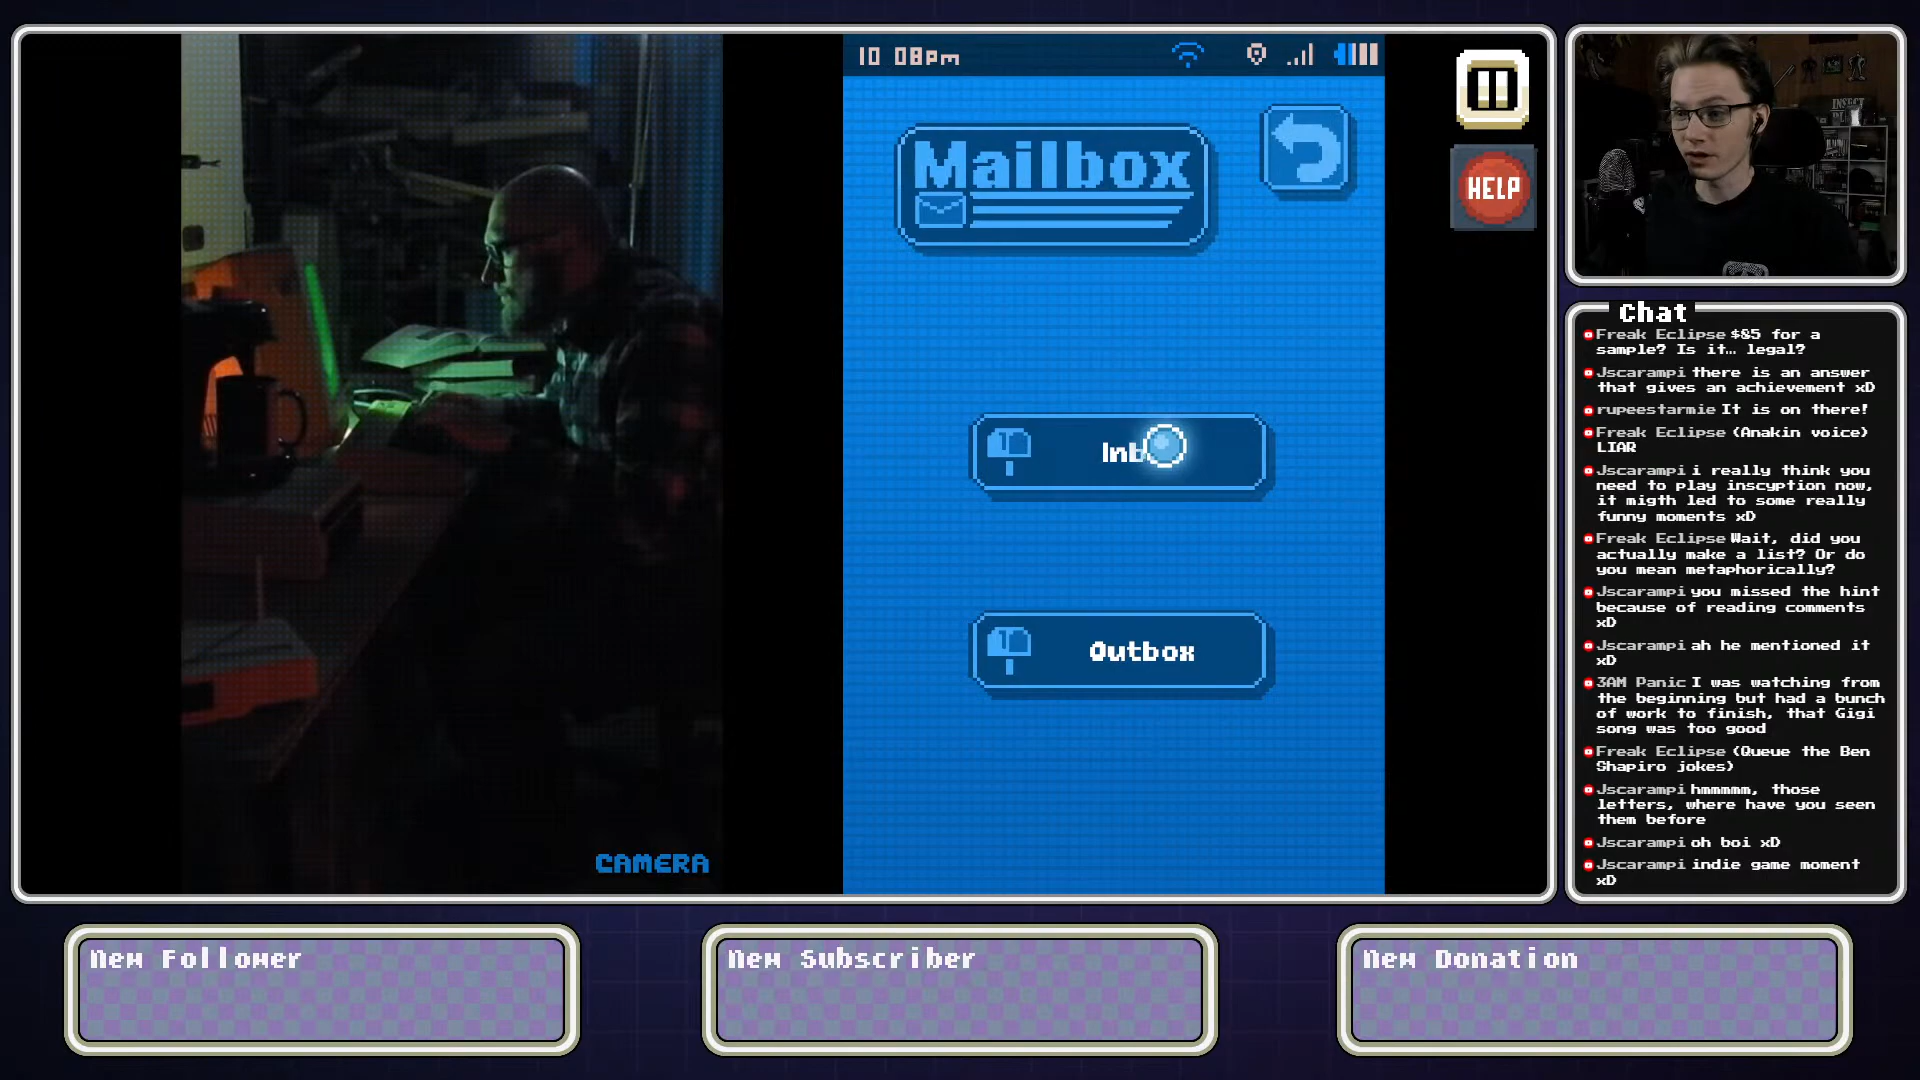 10 08pm
Mailbox
Inb
Outbox
CAMERA
HELP
INSECT
Chat
Freak Eclipse $85 for a
sample? Is it… legal?
Jscarampi there is an answer
that gives an achievement xD
rupeestarmie It is on there!
Freak Eclipse (Anakin voice)
LIAR
Jscarampi i really think you
need to play inscyption now,
it migth led to some really
funny moments xD
Freak Eclipse Wait, did you
actually make a list? Or do
you mean metaphorically?
Jscarampi you missed the hint
because of reading comments
xD
Jscarampi ah he mentioned it
xD
3AM Panic I was watching from
the beginning but had a bunch
of work to finish, that Gigi
song was too good
Freak Eclipse (Queue the Ben
Shapiro jokes)
Jscarampi hmmmmm, those
letters, where have you seen
them before
Jscarampi oh boi xD
Jscarampi indie game moment
xD
New Follower
New Subscriber
New Donation